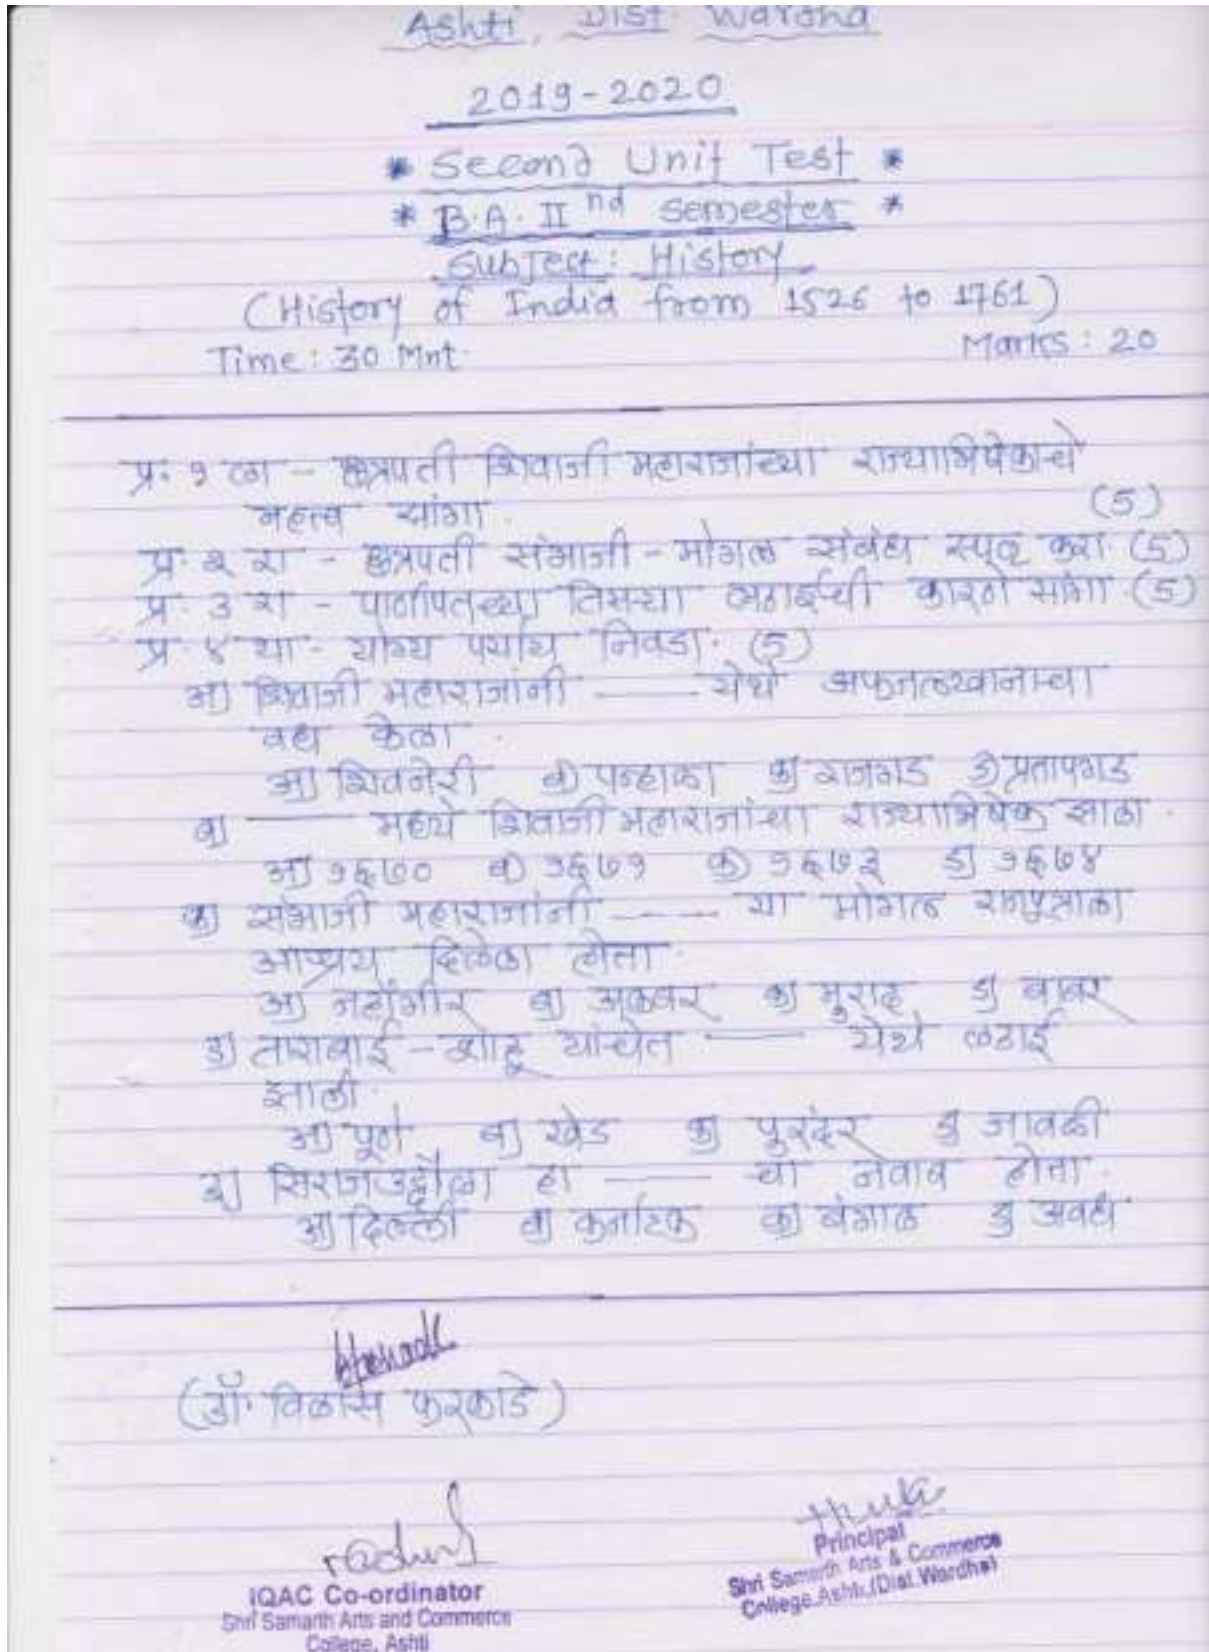 Ashti, Dist. Wardha
2019-2020
* Second Unit Test *
* B.A. II nd semester *
Subject: History
(History of India from 1526 to 1761)
Time: 30 Mnt. Marks: 20
प्र. १ ला - छत्रपती शिवाजी महाराजांच्या राज्याभिषेकाचे
महत्त्व सांगा. (5)
प्र. २ रा - छत्रपती संभाजी - मोगल संबंध स्पष्ट करा. (5)
प्र. ३ रा - पाणीपतच्या तिसऱ्या लढाईची कारणे सांगा. (5)
प्र. ४ था - योग्य पर्याय निवडा. (5)
अ) शिवाजी महाराजांनी —— येथे अफजलखानाचा
वध केला.
अ) शिवनेरी ब) पन्हाळा क) राजगड ड) प्रतापगड
ब) —— मध्ये शिवाजी महाराजांचा राज्याभिषेक झाला.
अ) १६७० ब) १६७१ क) १६७३ ड) १६७४
क) संभाजी महाराजांनी —— या मोगल राजपुत्राला
आश्रय दिलेला होता.
अ) जहांगीर ब) अकबर क) मुराद ड) बाबर
ड) ताराबाई - शाहू यांचेत —— येथे लढाई
झाली.
अ) पूणे ब) खेड क) पुरंदर ड) जावळी
इ) सिराजउद्दौला हा —— चा नवाब होता.
अ) दिल्ली ब) कर्नाटक क) बंगाल ड) अवध
(डॉ. विळास फुरकाडे)
IQAC Co-ordinator
Shri Samarth Arts and Commerce
College, Ashti
Principal
Shri Samarth Arts & Commerce
College, Ashti, (Dist. Wardha)